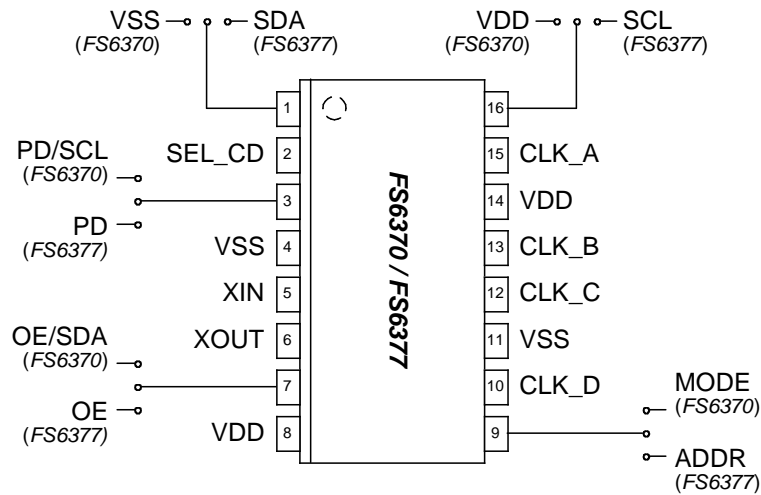 VSS SDA VDD SCL
(FS6370) (FS6377) (FS6370) (FS6377)
1 16
PD/SCL SEL_CD 2 15 CLK_A
(FS6370)
3 14 VDD
PD
(FS6377)
VSS 4 13 CLK_B
XIN 5 12 CLK_C
OE/SDA XOUT 6 11 VSS
(FS6370)
7 10 CLK_D
OE
(FS6377)
VDD 8 9
MODE
(FS6370)
ADDR
(FS6377)
FS6370 / FS6377